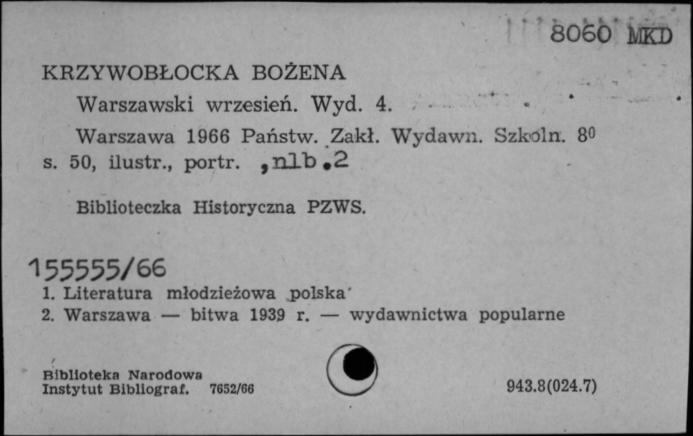 8060 MKD
KRZYWOBŁOCKA BOŻENA
Warszawski wrzesień. Wyd. 4.
Warszawa 1966 Państw. Zakł. Wydawn. Szkoln. 8⁰
s. 50, ilustr., portr. ,nlb.2
Biblioteczka Historyczna PZWS.
155555/66
1. Literatura młodzieżowa polska
2. Warszawa — bitwa 1939 r. — wydawnictwa popularne
Biblioteka Narodowa
Instytut Bibliograf. 7652/66
943.8(024.7)